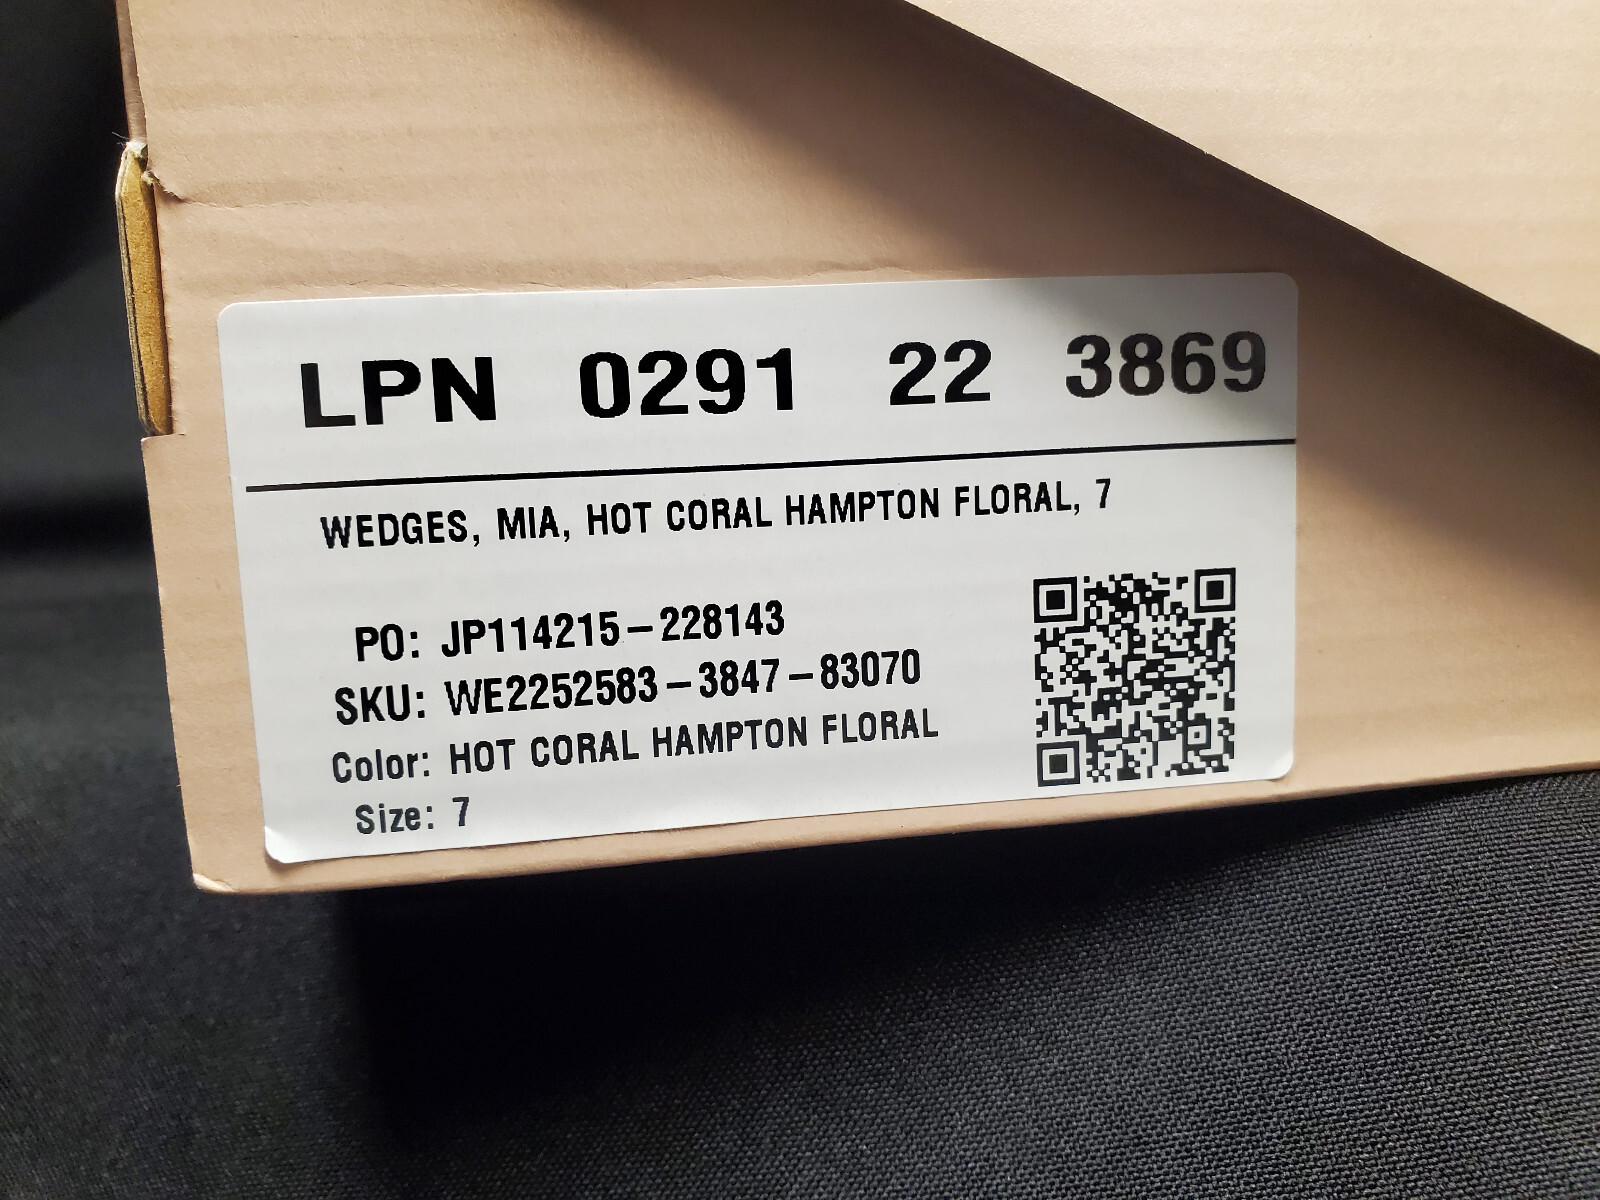 LPN 0291 22 3869
WEDGES, MIA, HOT CORAL HAMPTON FLORAL, 7
PO: JP114215-228143
SKU: WE2252583-3847-83070
Color: HOT CORAL HAMPTON FLORAL
Size: 7